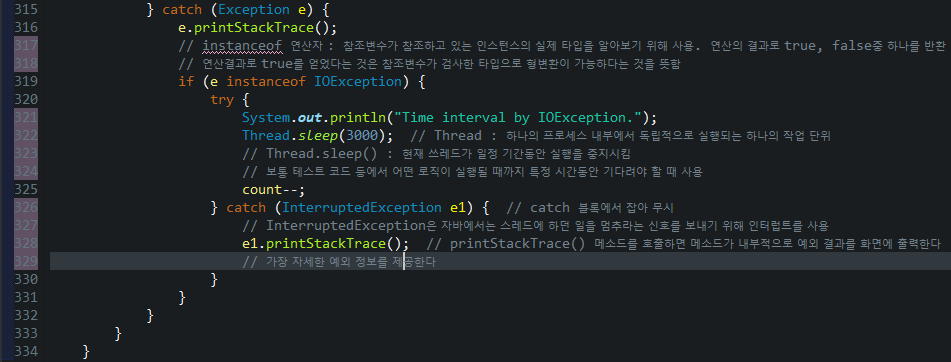 315 } catch (Exception e) {
316 e.printStackTrace();
317 // instanceof 연산자 : 참조변수가 참조하고 있는 인스턴스의 실제 타입을 알아보기 위해 사용. 연산의 결과로 true, false중 하나를 반환
318 // 연산결과로 true를 얻었다는 것은 참조변수가 검사한 타입으로 형변환이 가능하다는 것을 뜻함
319 if (e instanceof IOException) {
320 try {
321 System.out.println("Time interval by IOException.");
322 Thread.sleep(3000); // Thread : 하나의 프로세스 내부에서 독립적으로 실행되는 하나의 작업 단위
323 // Thread.sleep() : 현재 쓰레드가 일정 기간동안 실행을 중지시킴
324 // 보통 테스트 코드 등에서 어떤 로직이 실행될 때까지 특정 시간동안 기다려야 할 때 사용
325 count--;
326 } catch (InterruptedException e1) { // catch 블록에서 잡아 무시
327 // InterruptedException은 자바에서는 스레드에 하던 일을 멈추라는 신호를 보내기 위해 인터럽트를 사용
328 e1.printStackTrace(); // printStackTrace() 메소드를 호출하면 메소드가 내부적으로 예외 결과를 화면에 출력한다
329 // 가장 자세한 예외 정보를 제공한다
330 }
331 }
332 }
333 }
334 }